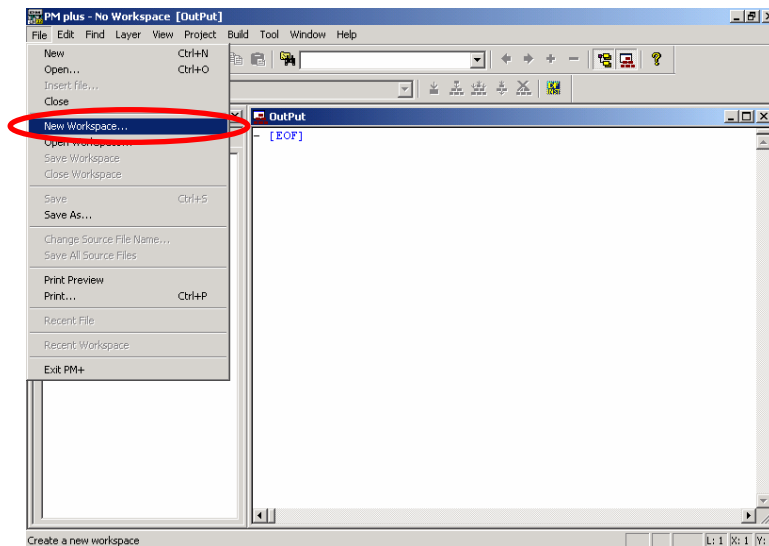 PM plus - No Workspace [OutPut]
File Edit Find Layer View Project Build Tool Window Help
New Ctrl+N
Open... Ctrl+O
Insert file...
Close
New Workspace...
Open Workspace...
Save Workspace
Close Workspace
Save Ctrl+S
Save As...
Change Source File Name...
Save All Source Files
Print Preview
Print... Ctrl+P
Recent File
Recent Workspace
Exit PM+
OutPut
[EOF]
Create a new workspace
L: 1 X: 1 Y: